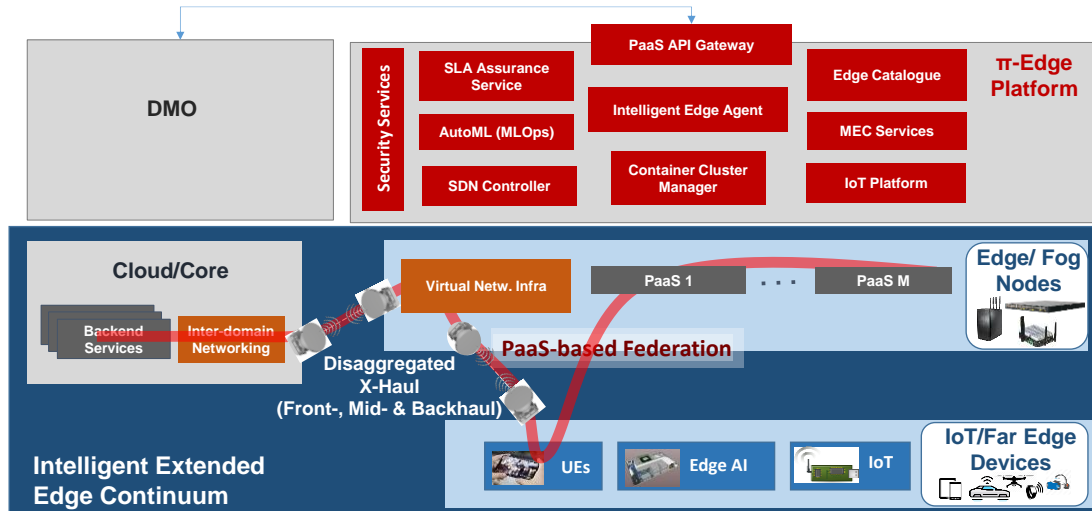 DMO
PaaS API Gateway
π-Edge
Platform
Security Services
SLA Assurance
Service
Intelligent Edge Agent
Edge Catalogue
AutoML (MLOps)
MEC Services
SDN Controller
Container Cluster
Manager
IoT Platform
Cloud/Core
Backend
Services
Inter-domain
Networking
Virtual Netw. Infra
PaaS 1
. . .
PaaS M
Edge/ Fog
Nodes
PaaS-based Federation
Disaggregated
X-Haul
(Front-, Mid- & Backhaul)
Intelligent Extended
Edge Continuum
UEs
Edge AI
IoT
IoT/Far Edge
Devices